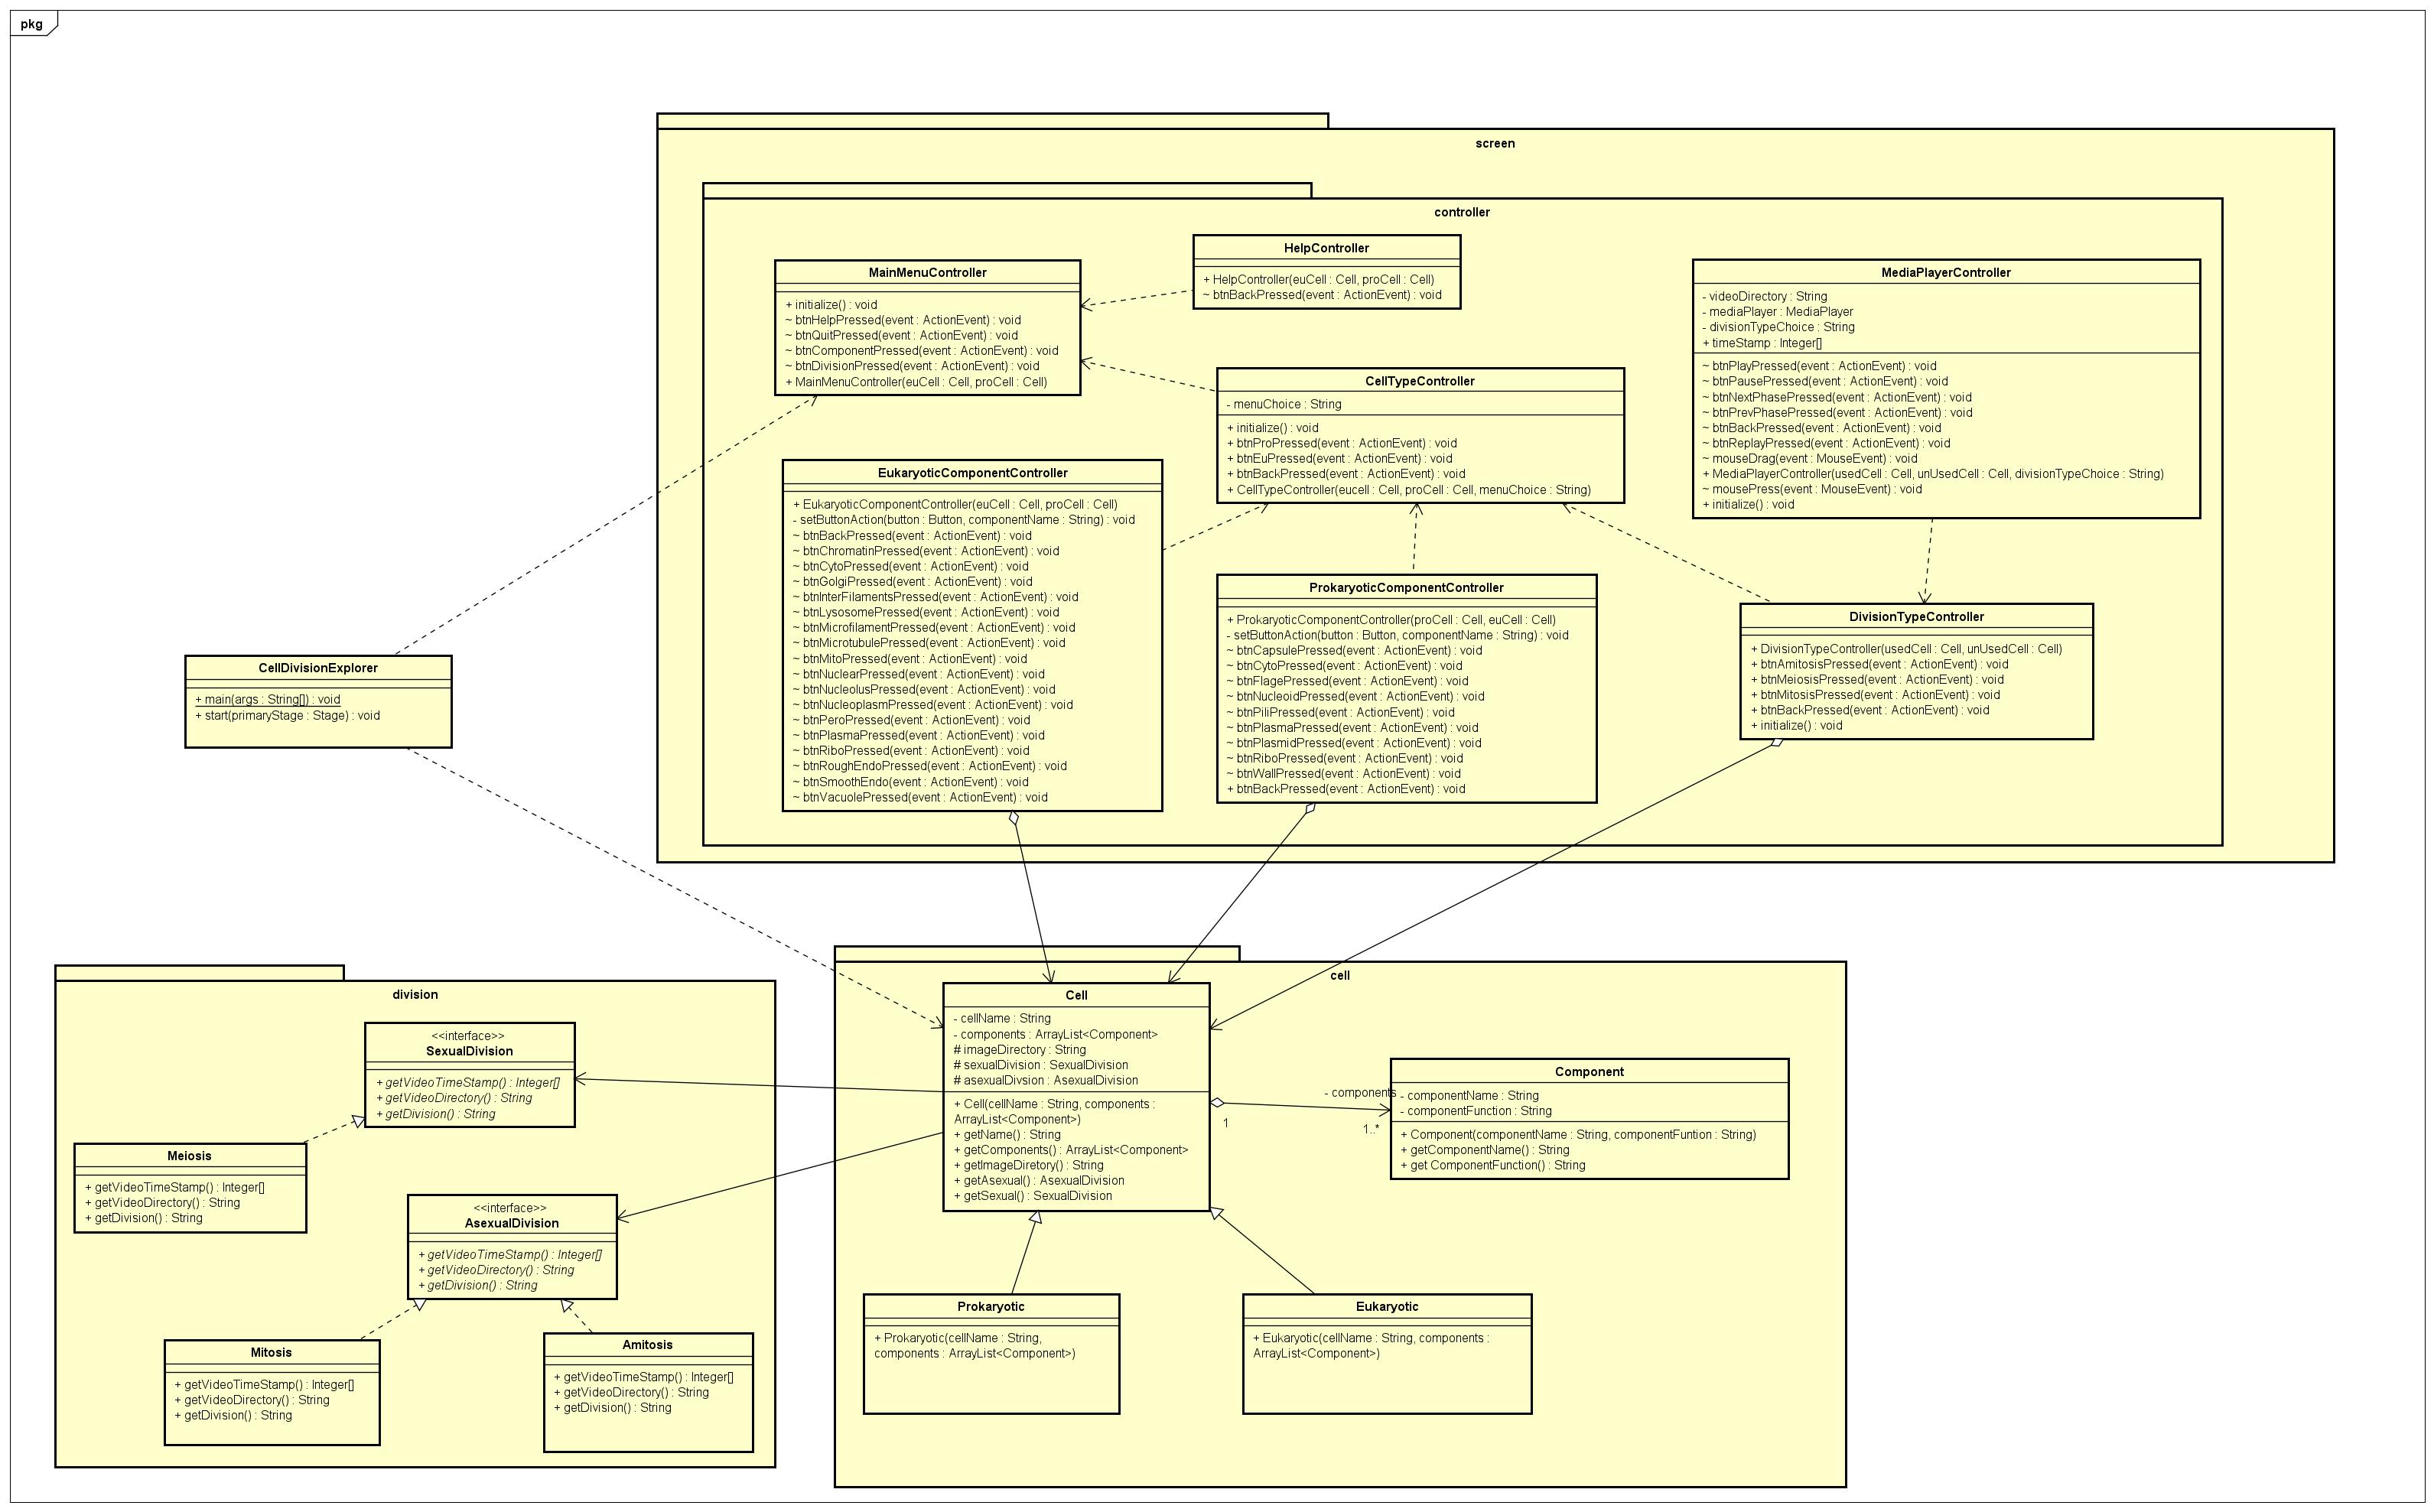 pkg
screen
controller
HelpController
+ HelpController(euCell : Cell, proCell : Cell)
~ btnBackPressed(event : ActionEvent) : void
MainMenuController
+ initialize() : void
~ btnHelpPressed(event : ActionEvent) : void
~ btnQuitPressed(event : ActionEvent) : void
~ btnComponentPressed(event : ActionEvent) : void
~ btnDivisionPressed(event : ActionEvent) : void
+ MainMenuController(euCell : Cell, proCell : Cell)
MediaPlayerController
- videoDirectory : String
- mediaPlayer : MediaPlayer
- divisionTypeChoice : String
+ timeStamp : Integer[]
~ btnPlayPressed(event : ActionEvent) : void
~ btnPausePressed(event : ActionEvent) : void
~ btnNextPhasePressed(event : ActionEvent) : void
~ btnPrevPhasePressed(event : ActionEvent) : void
~ btnBackPressed(event : ActionEvent) : void
~ btnReplayPressed(event : ActionEvent) : void
~ mouseDrag(event : MouseEvent) : void
+ MediaPlayerController(usedCell : Cell, unUsedCell : Cell, divisionTypeChoice : String)
~ mousePress(event : MouseEvent) : void
+ initialize() : void
CellTypeController
- menuChoice : String
+ initialize() : void
+ btnProPressed(event : ActionEvent) : void
+ btnEuPressed(event : ActionEvent) : void
+ btnBackPressed(event : ActionEvent) : void
+ CellTypeController(eucell : Cell, proCell : Cell, menuChoice : String)
EukaryoticComponentController
+ EukaryoticComponentController(euCell : Cell, proCell : Cell)
- setButtonAction(button : Button, componentName : String) : void
~ btnBackPressed(event : ActionEvent) : void
~ btnChromatinPressed(event : ActionEvent) : void
~ btnCytoPressed(event : ActionEvent) : void
~ btnGolgiPressed(event : ActionEvent) : void
~ btnInterFilamentsPressed(event : ActionEvent) : void
~ btnLysosomePressed(event : ActionEvent) : void
~ btnMicrofilamentPressed(event : ActionEvent) : void
~ btnMicrotubulePressed(event : ActionEvent) : void
~ btnMitoPressed(event : ActionEvent) : void
~ btnNuclearPressed(event : ActionEvent) : void
~ btnNucleolusPressed(event : ActionEvent) : void
~ btnNucleoplasmPressed(event : ActionEvent) : void
~ btnPeroPressed(event : ActionEvent) : void
~ btnPlasmaPressed(event : ActionEvent) : void
~ btnRiboPressed(event : ActionEvent) : void
~ btnRoughEndoPressed(event : ActionEvent) : void
~ btnSmoothEndo(event : ActionEvent) : void
~ btnVacuolePressed(event : ActionEvent) : void
ProkaryoticComponentController
+ ProkaryoticComponentController(proCell : Cell, euCell : Cell)
- setButtonAction(button : Button, componentName : String) : void
~ btnCapsulePressed(event : ActionEvent) : void
~ btnCytoPressed(event : ActionEvent) : void
~ btnFlagePressed(event : ActionEvent) : void
~ btnNucleoidPressed(event : ActionEvent) : void
~ btnPiliPressed(event : ActionEvent) : void
~ btnPlasmaPressed(event : ActionEvent) : void
~ btnPlasmidPressed(event : ActionEvent) : void
~ btnRiboPressed(event : ActionEvent) : void
~ btnWallPressed(event : ActionEvent) : void
+ btnBackPressed(event : ActionEvent) : void
DivisionTypeController
+ DivisionTypeController(usedCell : Cell, unUsedCell : Cell)
+ btnAmitosisPressed(event : ActionEvent) : void
+ btnMeiosisPressed(event : ActionEvent) : void
+ btnMitosisPressed(event : ActionEvent) : void
+ btnBackPressed(event : ActionEvent) : void
+ initialize() : void
CellDivisionExplorer
+ main(args : String[]) : void
+ start(primaryStage : Stage) : void
division
<<interface>>
SexualDivision
+ getVideoTimeStamp() : Integer[]
+ getVideoDirectory() : String
+ getDivision() : String
Meiosis
+ getVideoTimeStamp() : Integer[]
+ getVideoDirectory() : String
+ getDivision() : String
<<interface>>
AsexualDivision
+ getVideoTimeStamp() : Integer[]
+ getVideoDirectory() : String
+ getDivision() : String
Mitosis
+ getVideoTimeStamp() : Integer[]
+ getVideoDirectory() : String
+ getDivision() : String
Amitosis
+ getVideoTimeStamp() : Integer[]
+ getVideoDirectory() : String
+ getDivision() : String
cell
Cell
- cellName : String
- components : ArrayList<Component>
# imageDirectory : String
# sexualDivision : SexualDivision
# asexualDivsion : AsexualDivision
+ Cell(cellName : String, components :
ArrayList<Component>)
+ getName() : String
+ getComponents() : ArrayList<Component>
+ getImageDiretory() : String
+ getAsexual() : AsexualDivision
+ getSexual() : SexualDivision
- components
1
1..*
Component
- componentName : String
- componentFunction : String
+ Component(componentName : String, componentFuntion : String)
+ getComponentName() : String
+ get ComponentFunction() : String
Prokaryotic
+ Prokaryotic(cellName : String,
components : ArrayList<Component>)
Eukaryotic
+ Eukaryotic(cellName : String, components :
ArrayList<Component>)